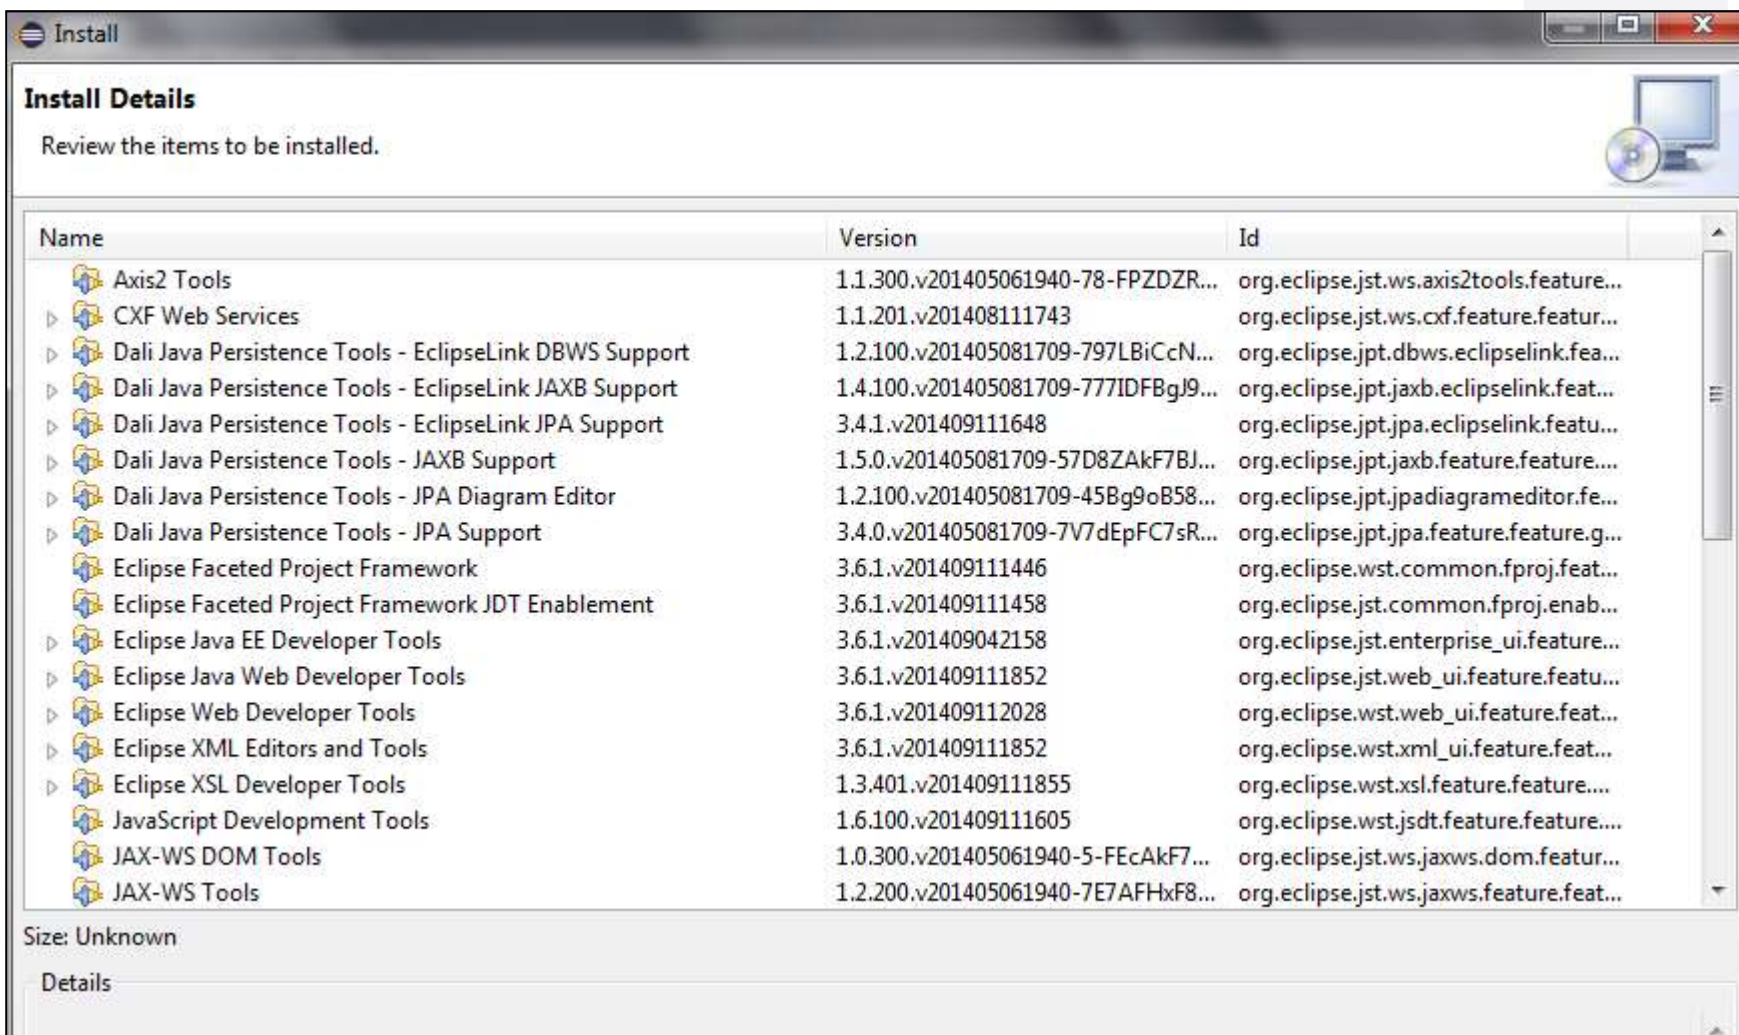 Install
Install Details
Review the items to be installed.
Name Version Id
Axis2 Tools 1.1.300.v201405061940-78-FPZDZR... org.eclipse.jst.ws.axis2tools.feature...
CXF Web Services 1.1.201.v201408111743 org.eclipse.jst.ws.cxf.feature.featur...
Dali Java Persistence Tools - EclipseLink DBWS Support 1.2.100.v201405081709-797LBiCcN... org.eclipse.jpt.dbws.eclipselink.fea...
Dali Java Persistence Tools - EclipseLink JAXB Support 1.4.100.v201405081709-777IDFBgJ9... org.eclipse.jpt.jaxb.eclipselink.feat...
Dali Java Persistence Tools - EclipseLink JPA Support 3.4.1.v201409111648 org.eclipse.jpt.jpa.eclipselink.featu...
Dali Java Persistence Tools - JAXB Support 1.5.0.v201405081709-57D8ZAkF7BJ... org.eclipse.jpt.jaxb.feature.feature....
Dali Java Persistence Tools - JPA Diagram Editor 1.2.100.v201405081709-45Bg9oB58... org.eclipse.jpt.jpadiagrameditor.fe...
Dali Java Persistence Tools - JPA Support 3.4.0.v201405081709-7V7dEpFC7sR... org.eclipse.jpt.jpa.feature.feature.g...
Eclipse Faceted Project Framework 3.6.1.v201409111446 org.eclipse.wst.common.fproj.feat...
Eclipse Faceted Project Framework JDT Enablement 3.6.1.v201409111458 org.eclipse.jst.common.fproj.enab...
Eclipse Java EE Developer Tools 3.6.1.v201409042158 org.eclipse.jst.enterprise_ui.feature...
Eclipse Java Web Developer Tools 3.6.1.v201409111852 org.eclipse.jst.web_ui.feature.featu...
Eclipse Web Developer Tools 3.6.1.v201409112028 org.eclipse.wst.web_ui.feature.feat...
Eclipse XML Editors and Tools 3.6.1.v201409111852 org.eclipse.wst.xml_ui.feature.feat...
Eclipse XSL Developer Tools 1.3.401.v201409111855 org.eclipse.wst.xsl.feature.feature....
JavaScript Development Tools 1.6.100.v201409111605 org.eclipse.wst.jsdt.feature.feature....
JAX-WS DOM Tools 1.0.300.v201405061940-5-FEcAkF7... org.eclipse.jst.ws.jaxws.dom.featur...
JAX-WS Tools 1.2.200.v201405061940-7E7AFHxF8... org.eclipse.jst.ws.jaxws.feature.feat...
Size: Unknown
Details